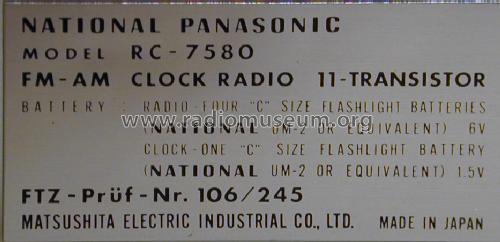 NATIONAL PANASONIC
MODEL RC-7580
FM-AM CLOCK RADIO 11-TRANSISTOR
BATTERY : RADIO-FOUR "C" SIZE FLASHLIGHT BATTERIES
www.radiomuseum.org
(NATIONAL UM-2 OR EQUIVALENT) 6V
CLOCK-ONE "C" SIZE FLASHLIGHT BATTERY
(NATIONAL UM-2 OR EQUIVALENT) 1.5V
FTZ-Prüf-Nr. 106/245
MATSUSHITA ELECTRIC INDUSTRIAL CO., LTD. MADE IN JAPAN